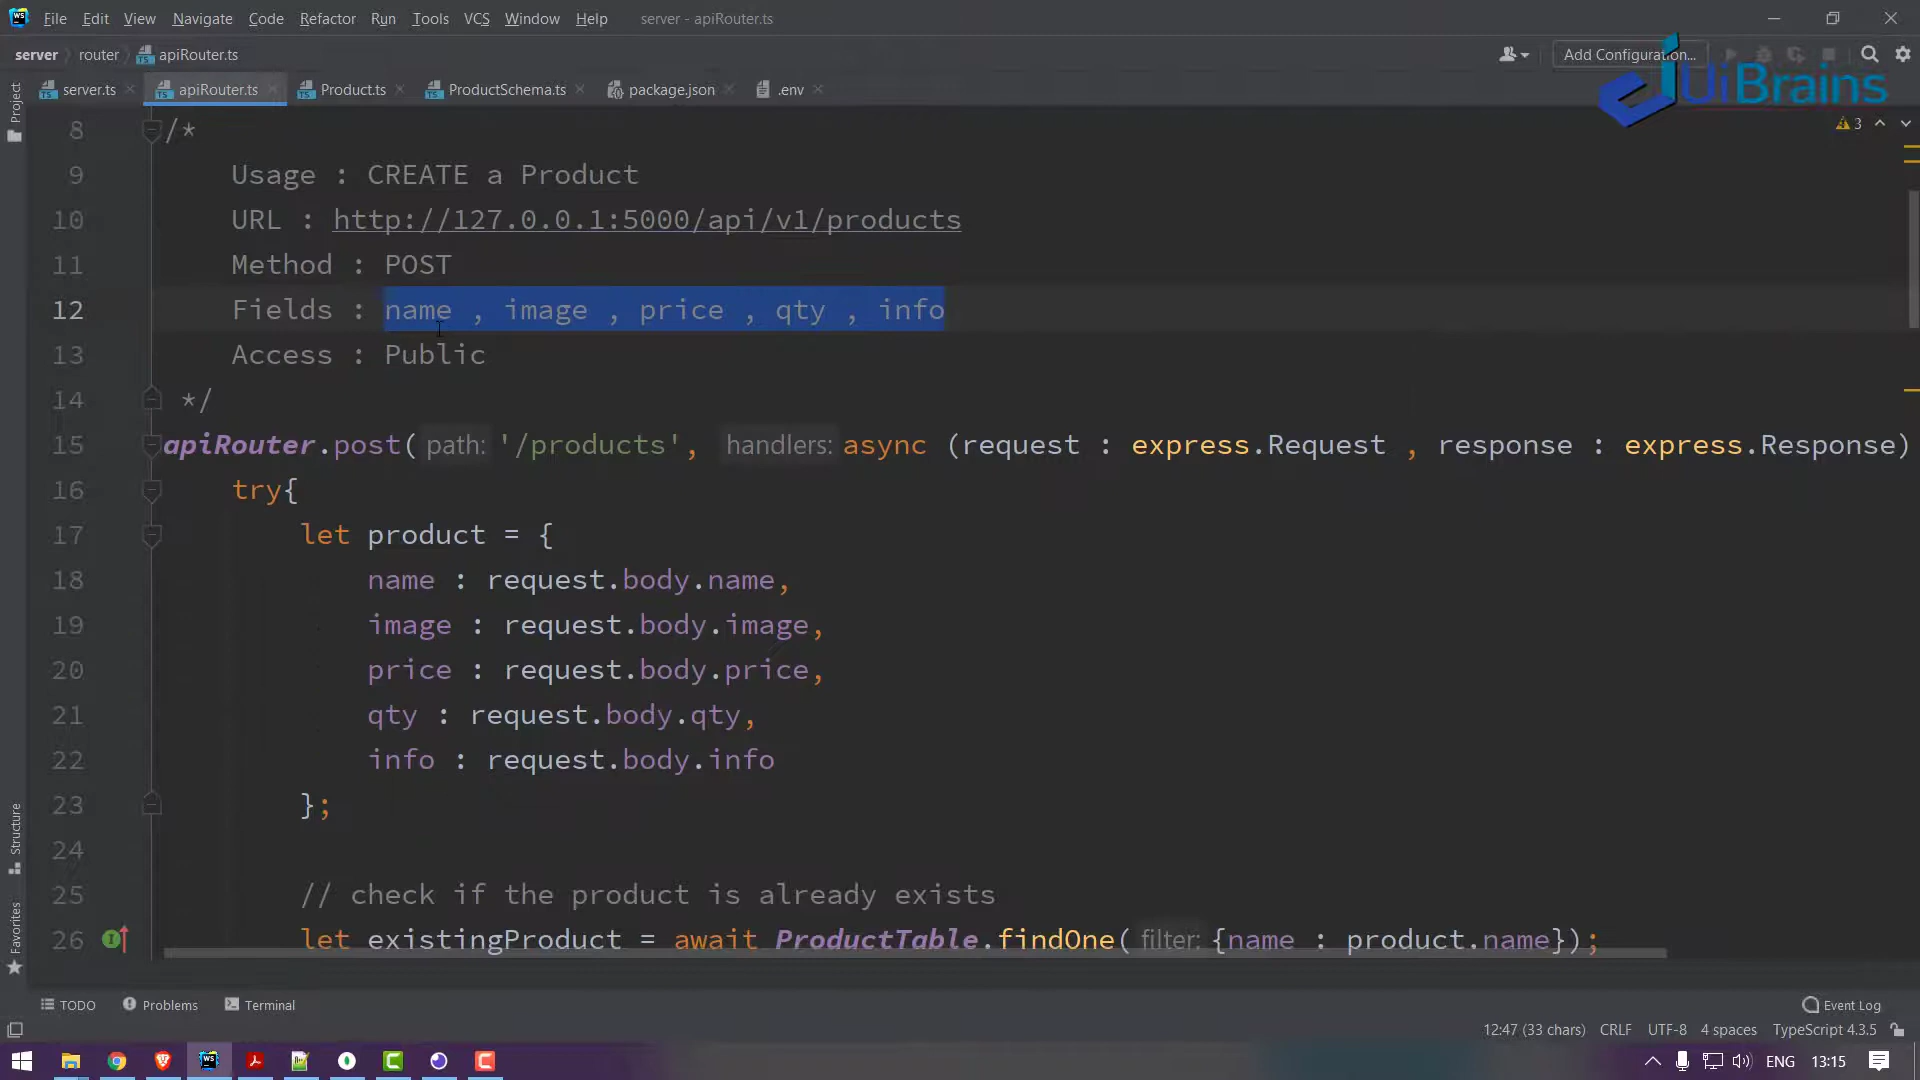 WS File Edit View Navigate Code Refactor Run Tools VCS Window Help server - apiRouter.ts
server router apiRouter.ts Add Configuration...
UiBrains
server.ts apiRouter.ts Product.ts ProductSchema.ts package.json .env
Project
3
8 /*
9 Usage : CREATE a Product
10 URL : http://127.0.0.1:5000/api/v1/products
11 Method : POST
12 Fields : name , image , price , qty , info
13 Access : Public
14 */
15 apiRouter.post( path: '/products', handlers: async (request : express.Request , response : express.Response)
16 try{
17 let product = {
18 name : request.body.name,
19 image : request.body.image,
20 price : request.body.price,
21 qty : request.body.qty,
22 info : request.body.info
23 };
24
25 // check if the product is already exists
26 let existingProduct = await ProductTable.findOne( filter: {name : product.name});
Structure
Favorites
TODO Problems Terminal Event Log
12:47 (33 chars) CRLF UTF-8 4 spaces TypeScript 4.3.5
WS ENG 13:15